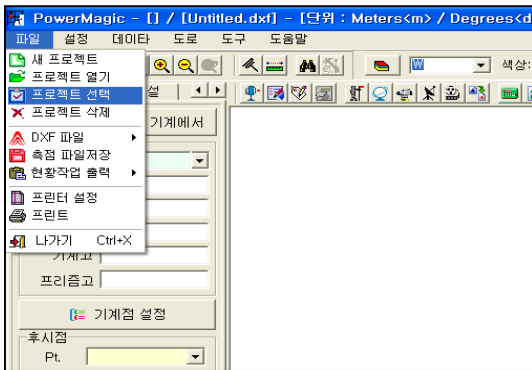 PowerMagic - [] / [Untitled.dxf] - [단위 : Meters<m> / Degrees<d
파일 설정 데이타 도로 도구 도움말
새 프로젝트
색상:
프로젝트 열기
프로젝트 선택
설
프로젝트 삭제
기계에서
DXF 파일
측점 파일저장
현황작업 출력
프린터 설정
프린트
나가기 Ctrl+X
기계고
프리즘고
기계점 설정
후시점
Pt.